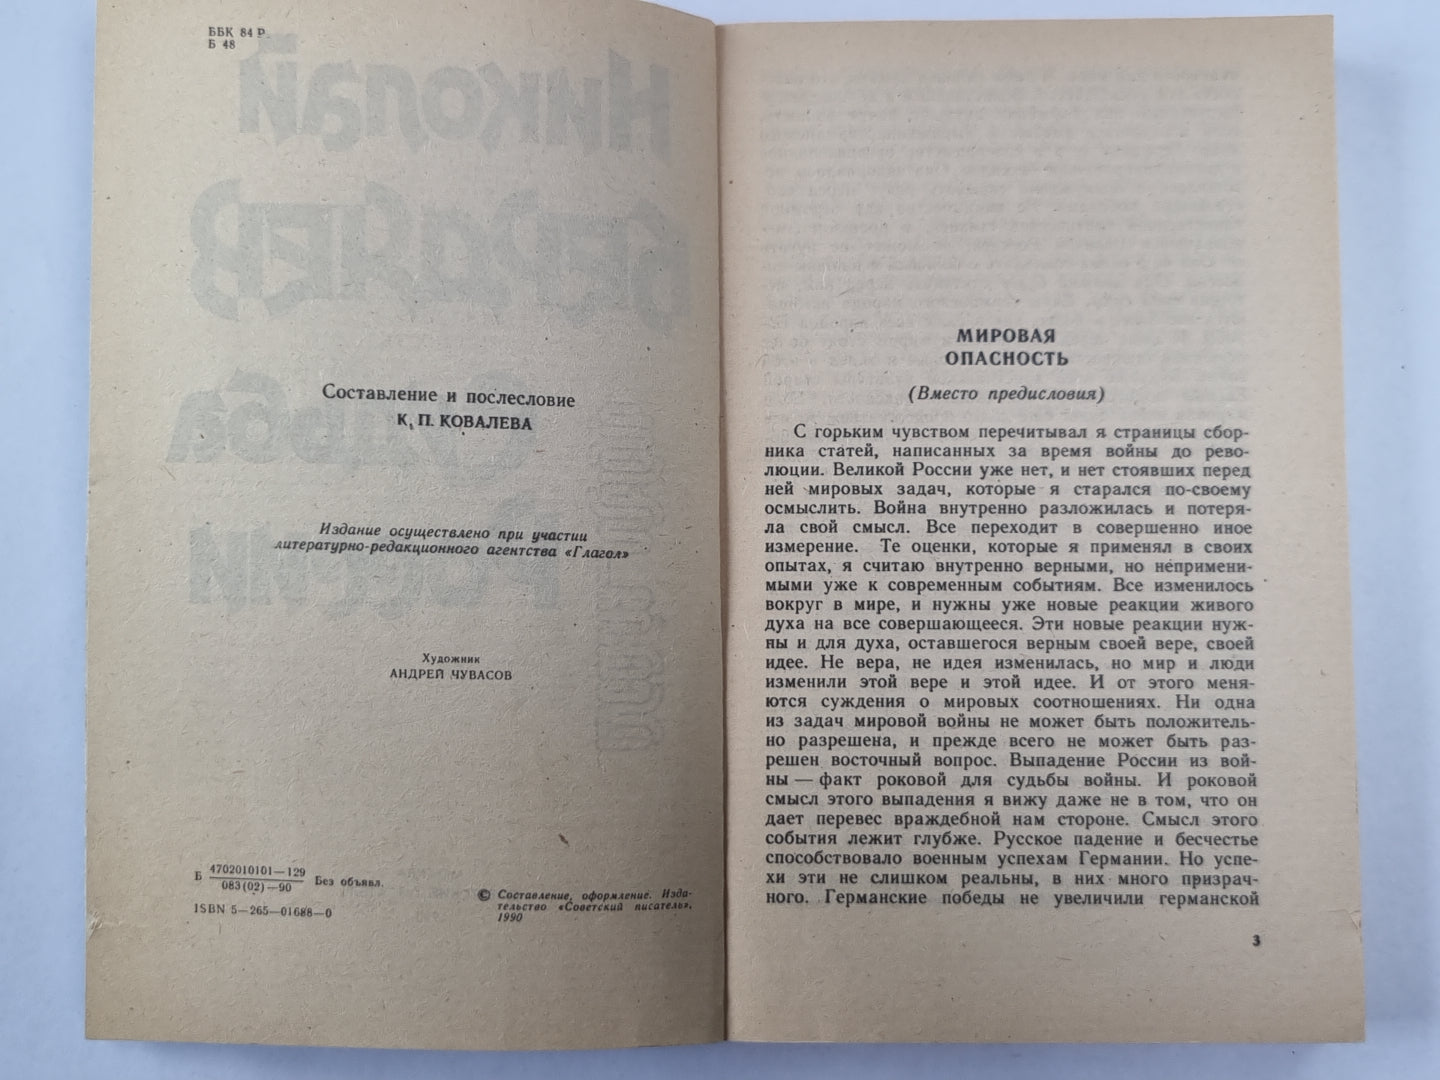 ББК 84 Р
Б 48
Составление и послесловие
К. П. КОВАЛЕВА
Издание осуществлено при участии
литературно-редакционного агентства «Глагол»
Художник
АНДРЕЙ ЧУВАСОВ
Б 4702010101—129
083(02)—90
Без объявл.
ISBN 5—265—01688—0
© Составление, оформление. Изда-
тельство «Советский писатель»,
1990
МИРОВАЯ
ОПАСНОСТЬ
(Вместо предисловия)
С горьким чувством перечитывал я страницы сбор-
ника статей, написанных за время войны до рево-
люции. Великой России уже нет, и нет стоявших перед
ней мировых задач, которые я старался по-своему
осмыслить. Война внутренно разложилась и потеря-
ла свой смысл. Все переходит в совершенно иное
измерение. Те оценки, которые я применял в своих
опытах, я считаю внутренно верными, но неприменн-
мыми уже к современным событиям. Все изменилось
вокруг в мире, и нужны уже новые реакции живого
духа на все совершающееся. Эти новые реакции нуж-
ны и для духа, оставшегося верным своей вере, своей
идее. Не вера, не идея изменилась, но мир и люди
изменили этой вере и этой идее. И от этого меня-
ются суждения о мировых соотношениях. Ни одна
из задач мировой войны не может быть положитель-
но разрешена, и прежде всего не может быть раз-
решен восточный вопрос. Выпадение России из вой-
ны — факт роковой для судьбы войны. И роковой
смысл этого выпадения я вижу даже не в том, что он
дает перевес враждебной нам стороне. Смысл этого
события лежит глубже. Русское падение и бесчестье
способствовало военным успехам Германии. Но успе-
хи эти не слишком реальны, в них много призрач-
ного. Германские победы не увеличили германской
3